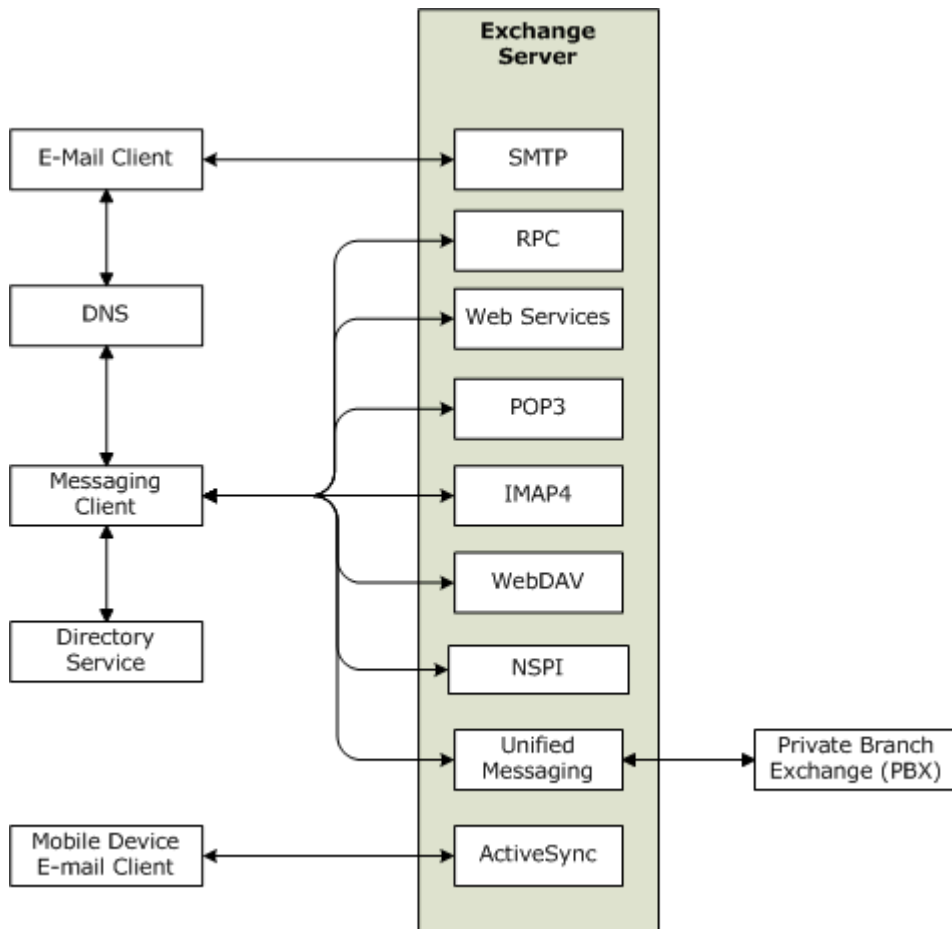 Exchange
Server
E-Mail Client
SMTP
RPC
DNS
Web Services
POP3
Messaging
Client
IMAP4
WebDAV
Directory
Service
NSPI
Unified
Messaging
Private Branch
Exchange (PBX)
Mobile Device
E-mail Client
ActiveSync